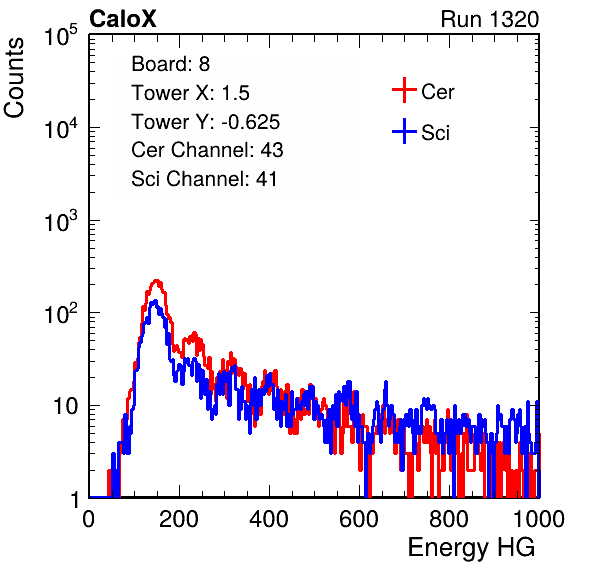 CaloX Run 1320
Counts
Board: 8
Tower X: 1.5
Tower Y: -0.625
Cer Channel: 43
Sci Channel: 41
Cer
Sci
10^5
10^4
10^3
10^2
10
1
0 200 400 600 800 1000
Energy HG